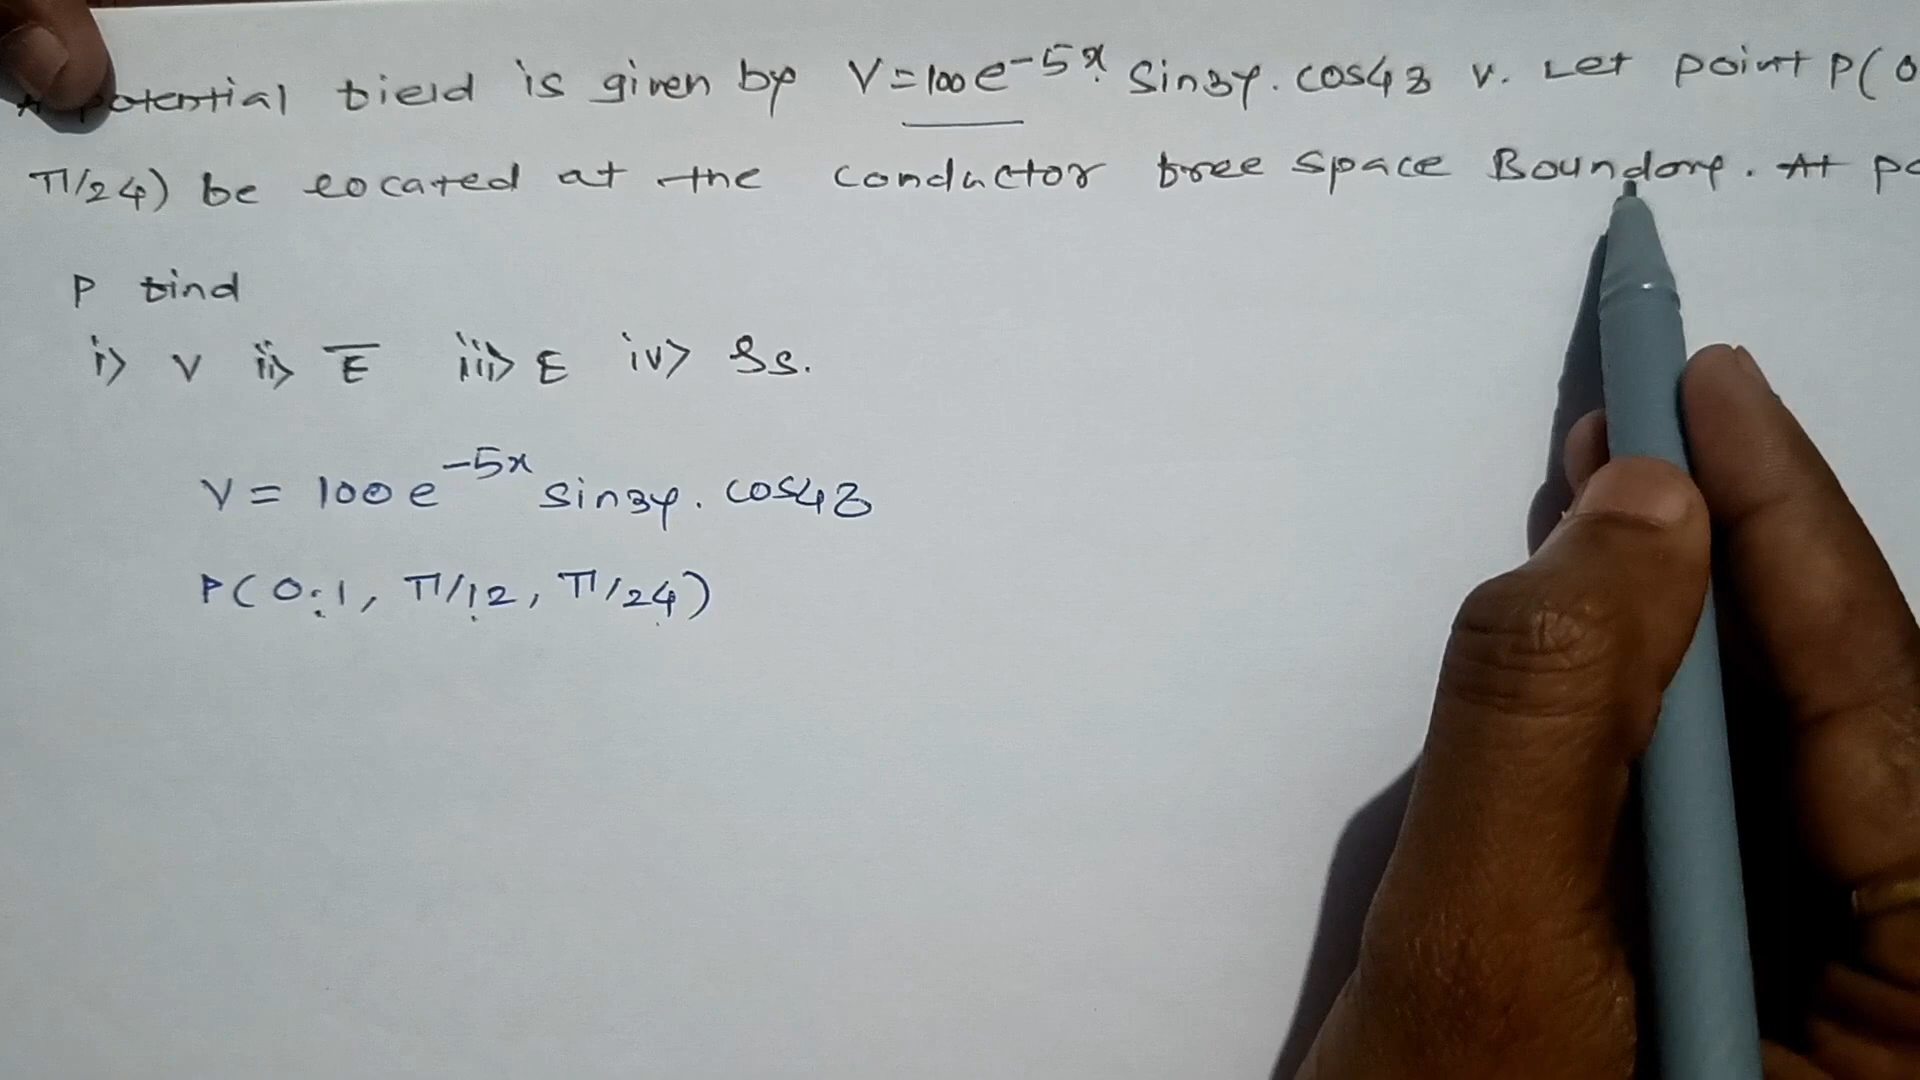 A potential field is given by V=100e^-5x sin3y. cos4z v. Let point P(0
π/24) be located at the conductor free space Boundary. At po
P find
i> V ii> E̅ iii> E iv> ρs.
V = 100e^-5x sin3y. cos4z
P(0.1, π/12, π/24)